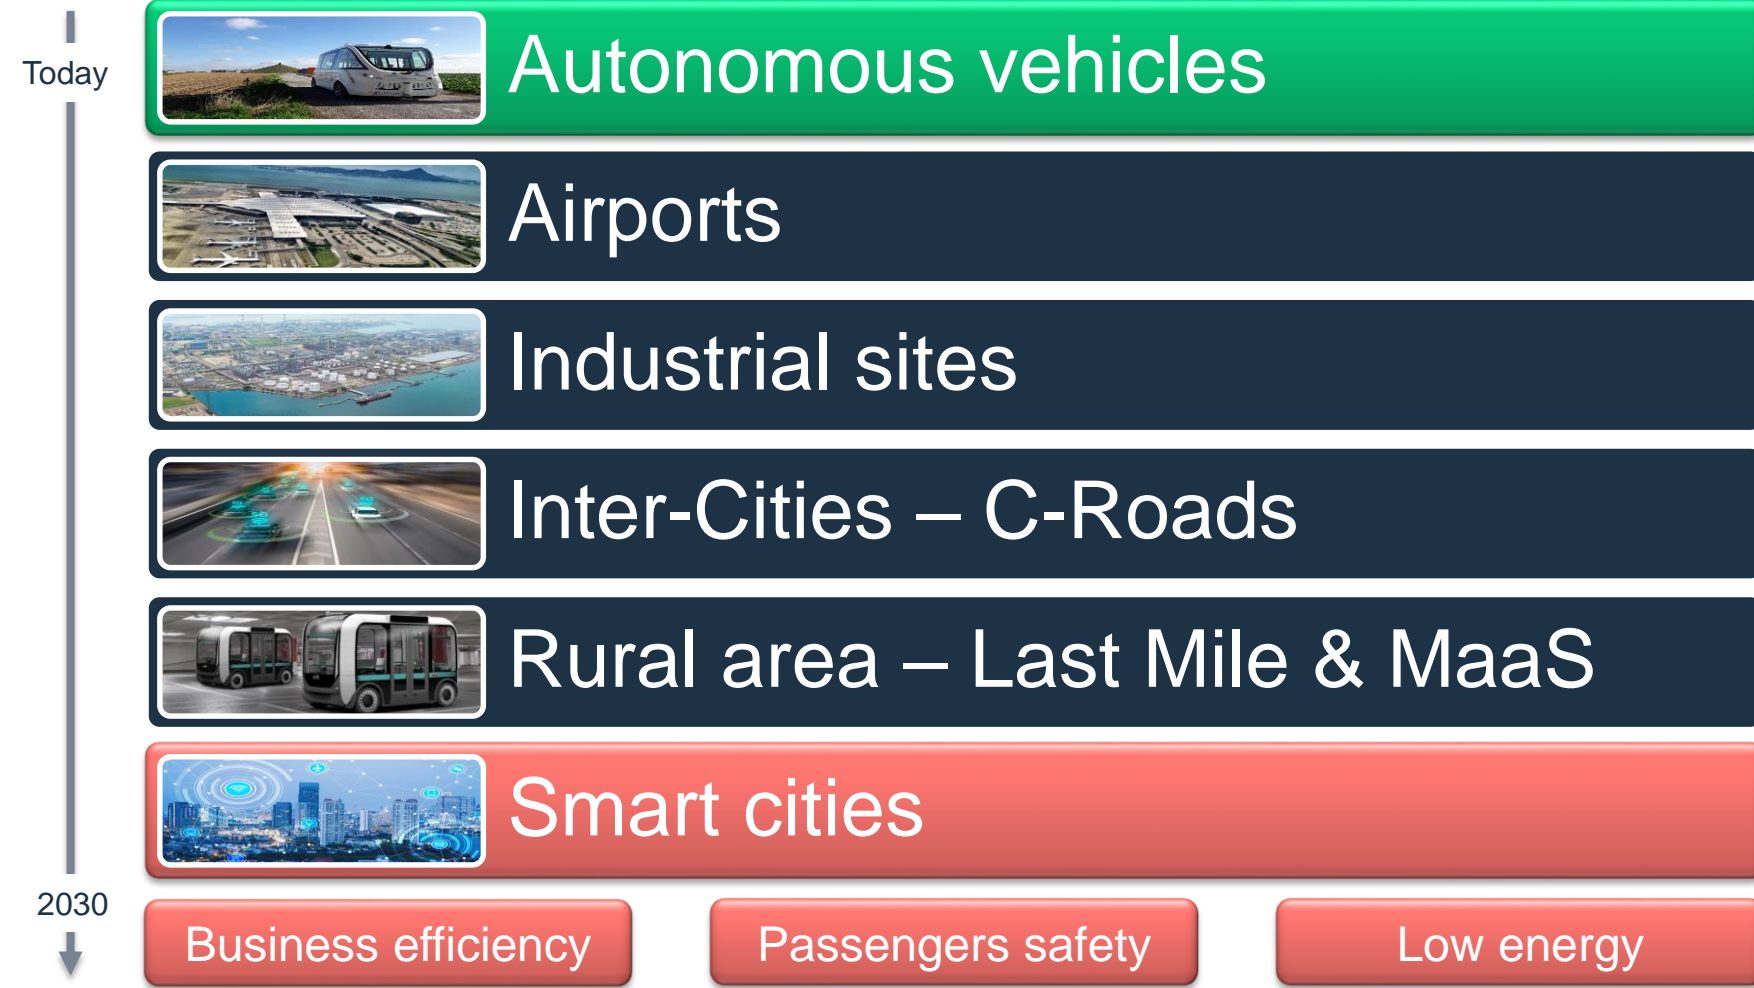 Today
Autonomous vehicles
Airports
Industrial sites
Inter-Cities – C-Roads
Rural area – Last Mile & MaaS
Smart cities
2030
Business efficiency
Passengers safety
Low energy